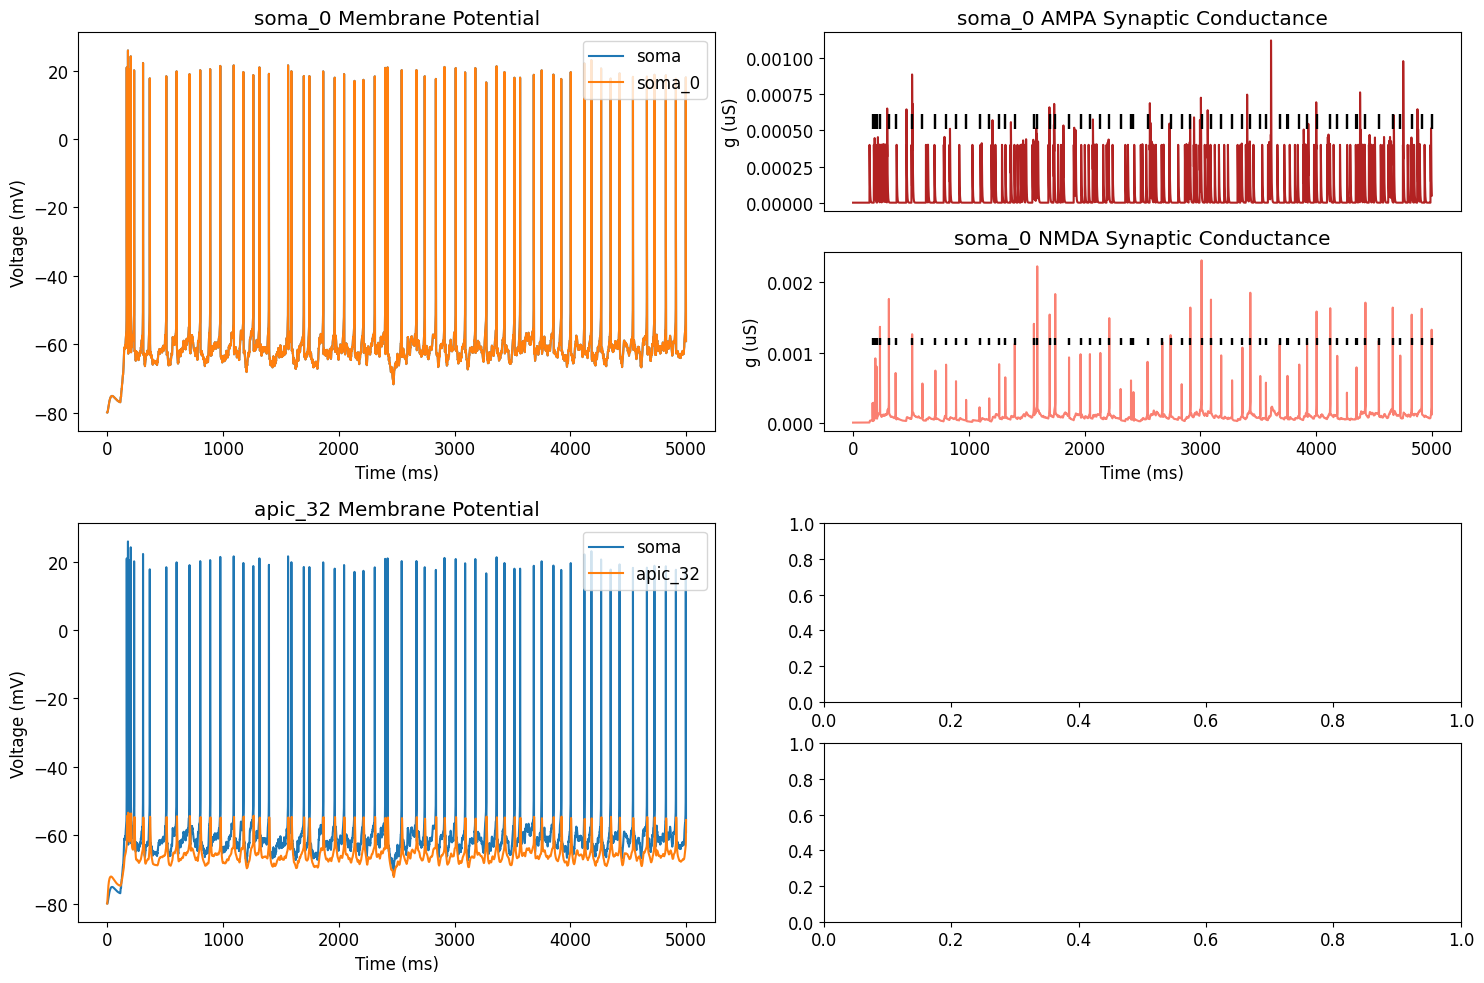 soma_0 Membrane Potential
soma
soma_0
20
0
−20
−40
−60
−80
Voltage (mV)
0 1000 2000 3000 4000 5000
Time (ms)
soma_0 AMPA Synaptic Conductance
0.00100
0.00075
0.00050
0.00025
0.00000
g (uS)
soma_0 NMDA Synaptic Conductance
0.002
0.001
0.000
g (uS)
0 1000 2000 3000 4000 5000
Time (ms)
apic_32 Membrane Potential
soma
apic_32
20
0
−20
−40
−60
−80
Voltage (mV)
0 1000 2000 3000 4000 5000
Time (ms)
1.0
0.8
0.6
0.4
0.2
0.0
0.0 0.2 0.4 0.6 0.8 1.0
1.0
0.8
0.6
0.4
0.2
0.0
0.0 0.2 0.4 0.6 0.8 1.0